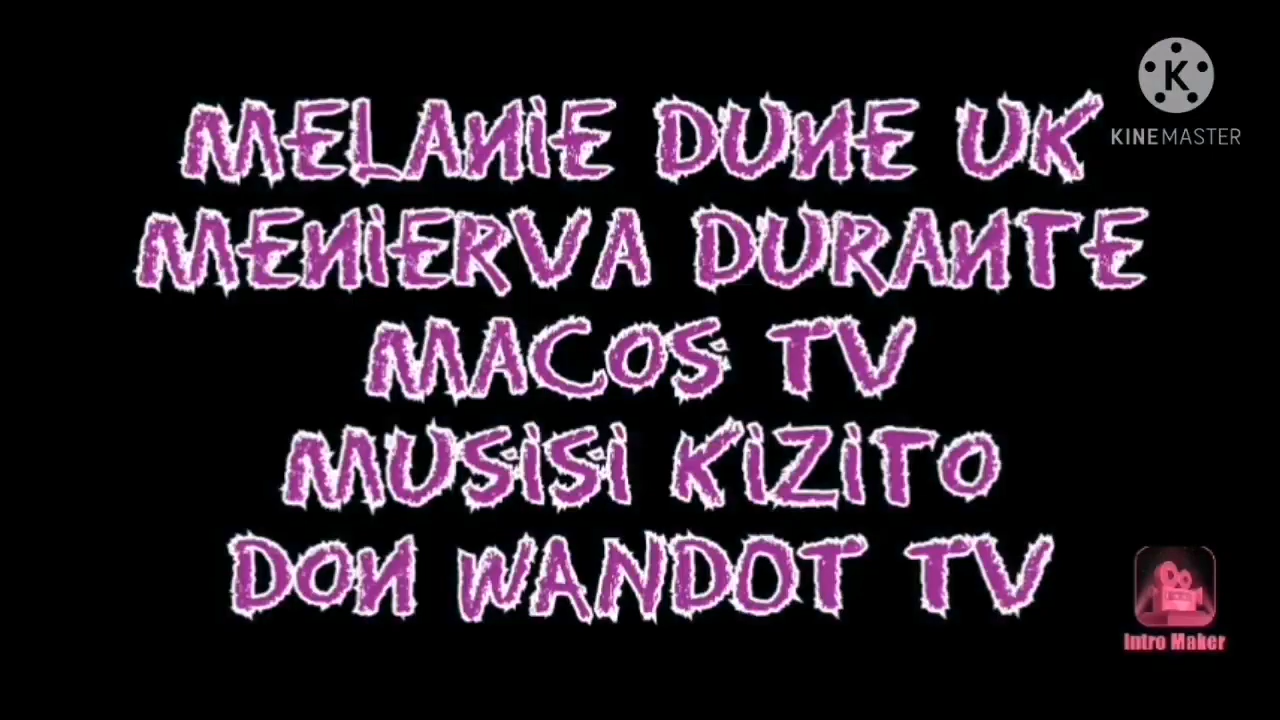 K
KINEMASTER
MELANIE DUNE UK
MENIERVA DURANTE
MACOS TV
MUSISI KIZITO
DON WANDOT TV
Intro Maker